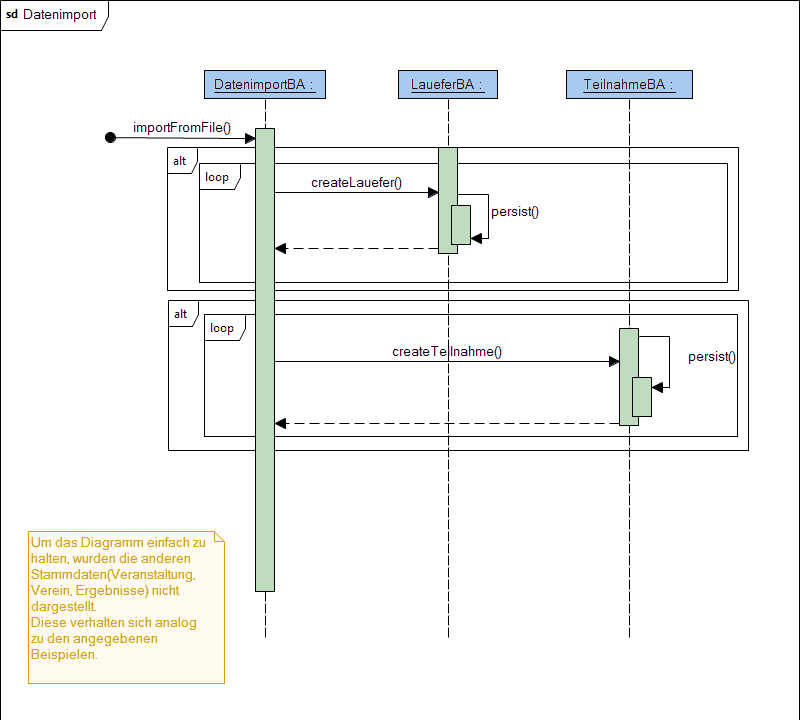 sd Datenimport
DatenimportBA :
LaueferBA :
TeilnahmeBA :
importFromFile()
alt
loop
createLauefer()
persist()
alt
loop
createTeilnahme()
persist()
Um das Diagramm einfach zu
halten, wurden die anderen
Stammdaten(Veranstaltung,
Verein, Ergebnisse) nicht
dargestellt.
Diese verhalten sich analog
zu den angegebenen
Beispielen.